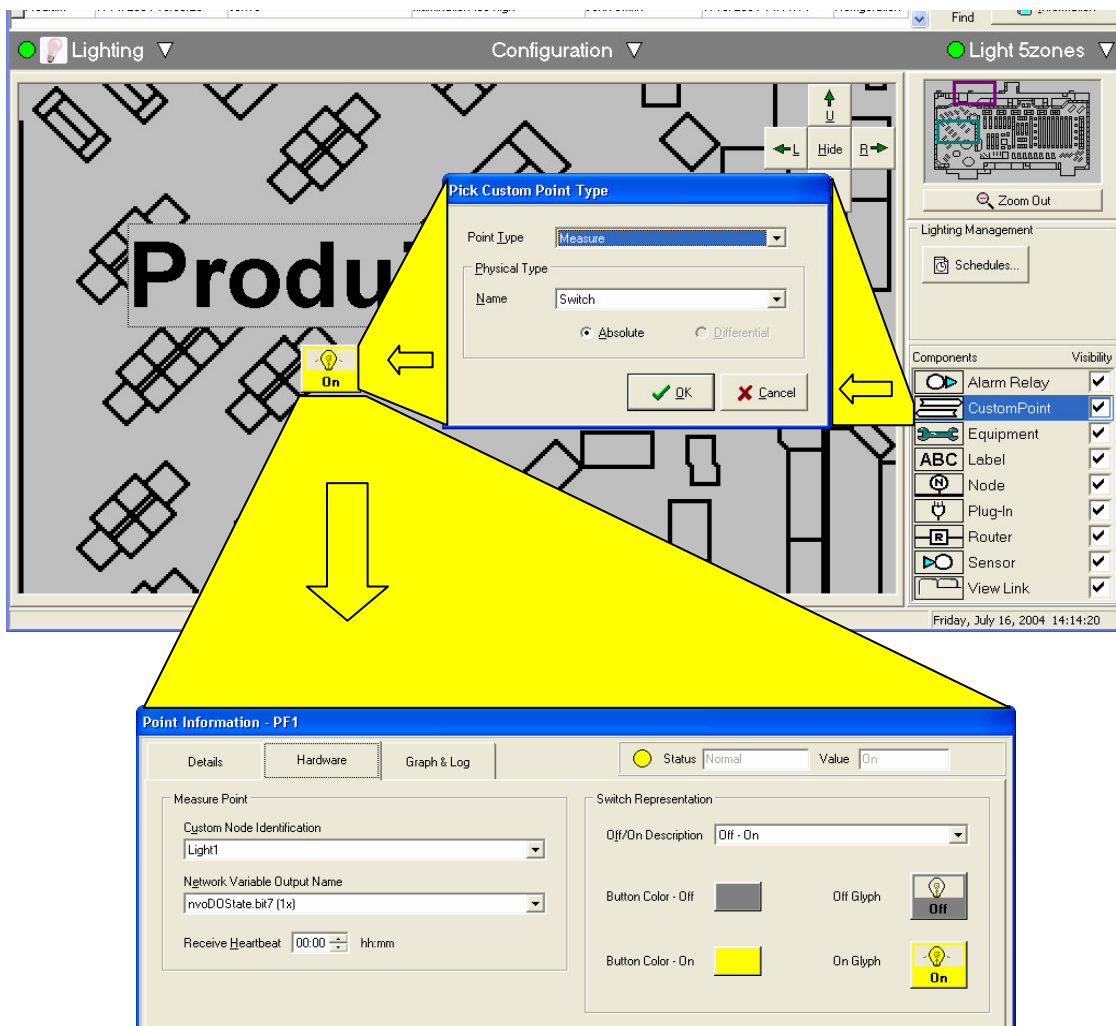 Find
Lighting ▽ Configuration ▽ Light 5zones ▽
U
L Hide R
Zoom Out
Lighting Management
Schedules...
Produ
On
Pick Custom Point Type
Point Type Measure
Physical Type
Name Switch
Absolute Differential
OK Cancel
Components Visibility
Alarm Relay
CustomPoint
Equipment
ABC Label
N Node
Plug-In
R Router
Sensor
View Link
Friday, July 16, 2004 14:14:20
Point Information - PF1
Details Hardware Graph & Log
Status Normal Value On
Measure Point
Custom Node Identification
Light1
Network Variable Output Name
nvoDOState.bit7 (1x)
Receive Heartbeat 00:00 hh:mm
Switch Representation
Off/On Description Off - On
Button Color - Off Off Glyph Off
Button Color - On On Glyph On